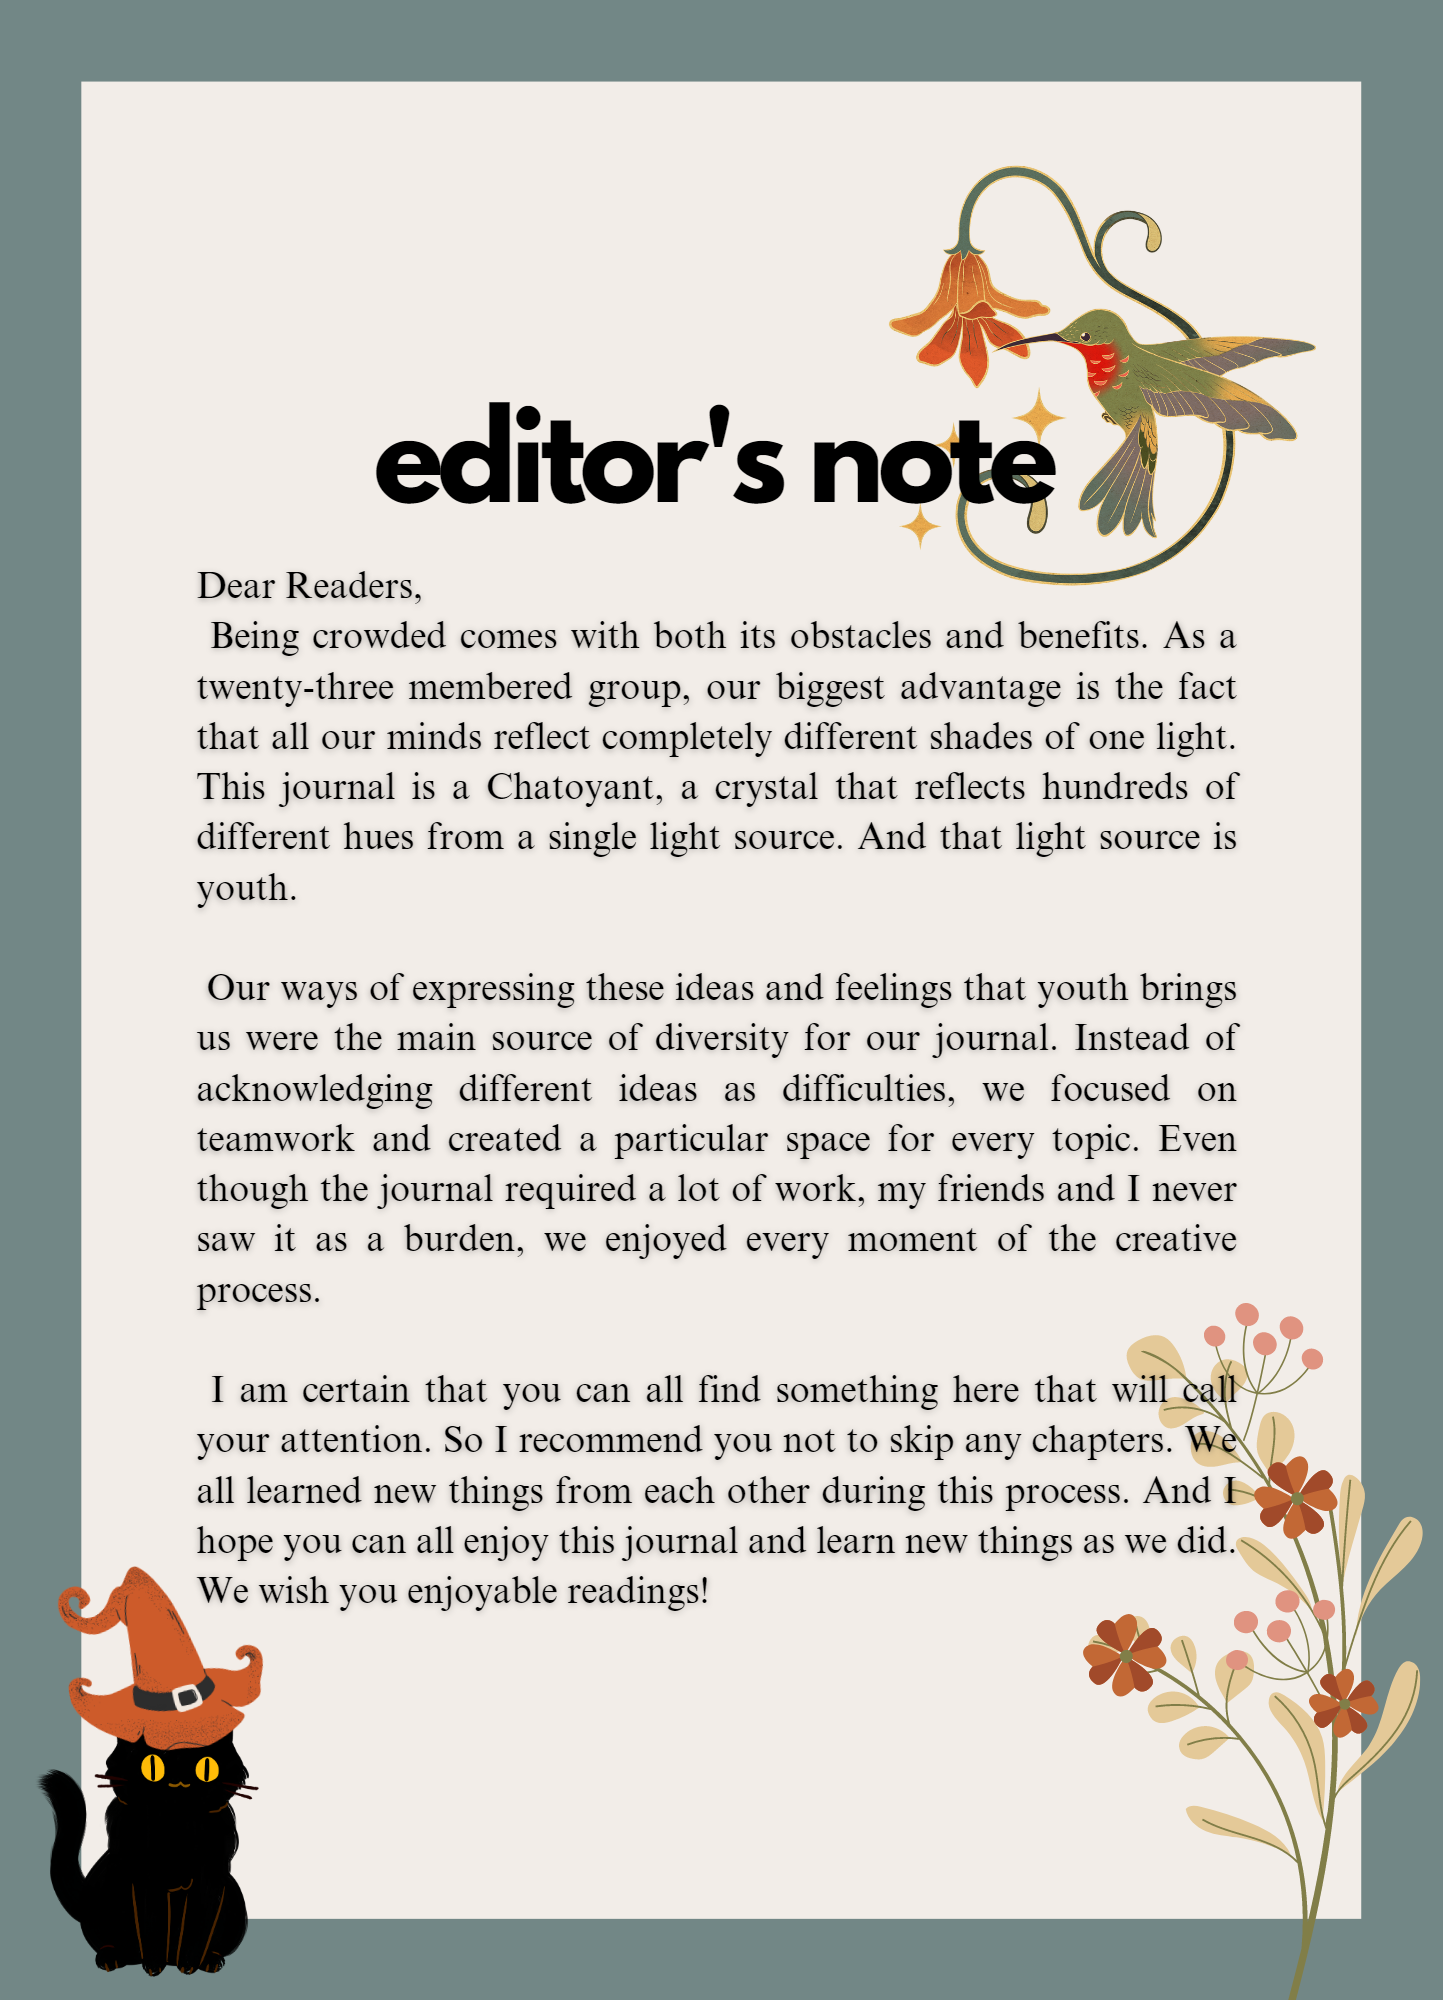 editor's note
Dear Readers,
Being crowded comes with both its obstacles and benefits. As a
twenty-three membered group, our biggest advantage is the fact
that all our minds reflect completely different shades of one light.
This journal is a Chatoyant, a crystal that reflects hundreds of
different hues from a single light source. And that light source is
youth.
Our ways of expressing these ideas and feelings that youth brings
us were the main source of diversity for our journal. Instead of
acknowledging different ideas as difficulties, we focused on
teamwork and created a particular space for every topic. Even
though the journal required a lot of work, my friends and I never
saw it as a burden, we enjoyed every moment of the creative
process.
I am certain that you can all find something here that will call
your attention. So I recommend you not to skip any chapters. We
all learned new things from each other during this process. And I
hope you can all enjoy this journal and learn new things as we did.
We wish you enjoyable readings!